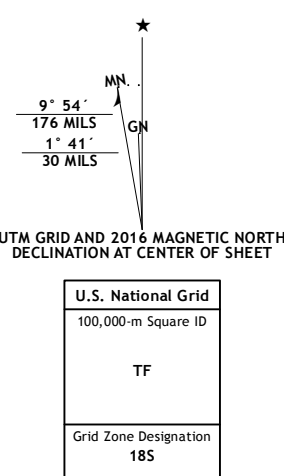 ★
MN
9° 54´
176 MILS
GN
1° 41´
30 MILS
UTM GRID AND 2016 MAGNETIC NORTH
DECLINATION AT CENTER OF SHEET
U.S. National Grid
100,000-m Square ID
TF
Grid Zone Designation
18S